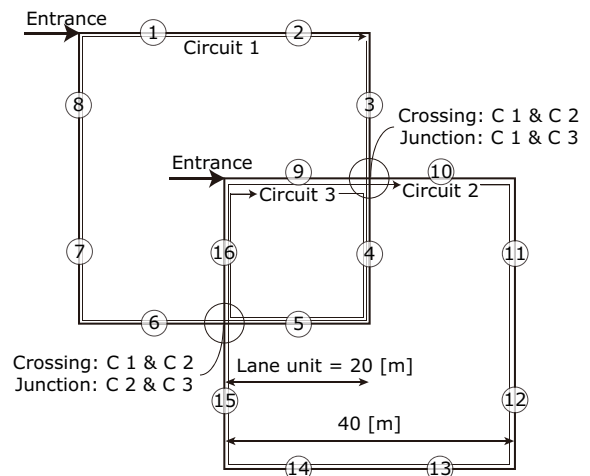 Entrance
1
2
Circuit 1
8
3
Crossing: C 1 & C 2
Junction: C 1 & C 3
Entrance
9
10
Circuit 3
Circuit 2
7
16
4
11
6
5
Crossing: C 1 & C 2
Junction: C 2 & C 3
Lane unit = 20 [m]
15
12
40 [m]
14
13